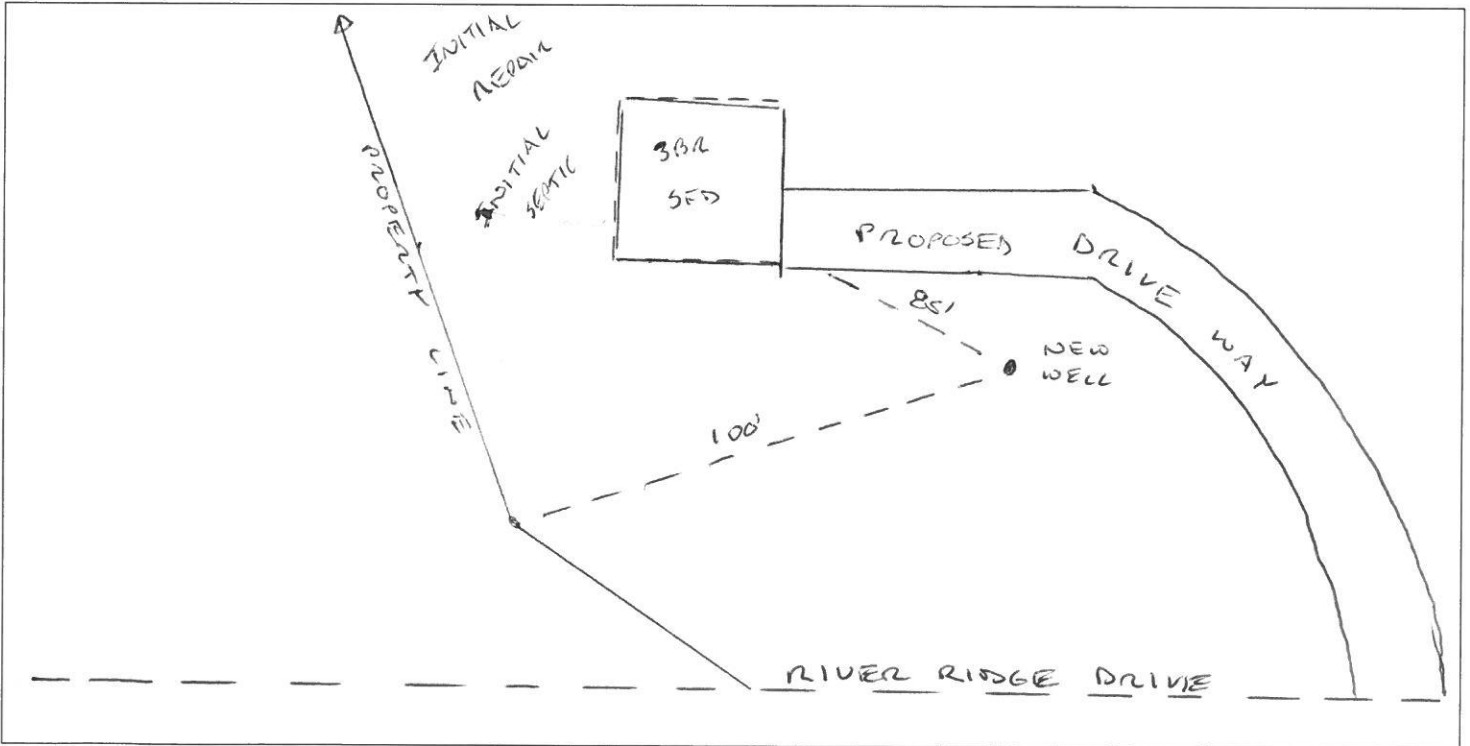 INITIAL
REPAIR
INITIAL
SEPTIC
3BR
SFD
PROPERTY LINE
PROPOSED DRIVE WAY
85'
NEW
WELL
100'
RIVER RIDGE DRIVE